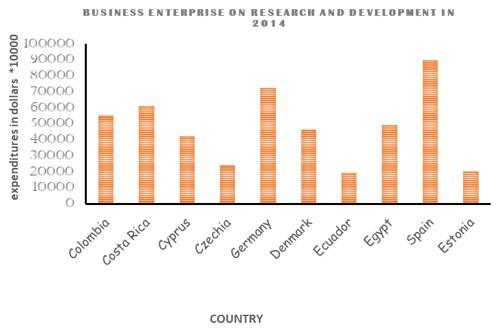 BUSINESS ENTERPRISE ON RESEARCH AND DEVELOPMENT IN
2014
expenditures in dollars *10000
100000
90000
80000
70000
60000
50000
40000
30000
20000
10000
0
Colombia
Costa Rica
Cyprus
Czechia
Germany
Denmark
Ecuador
Egypt
Spain
Estonia
COUNTRY